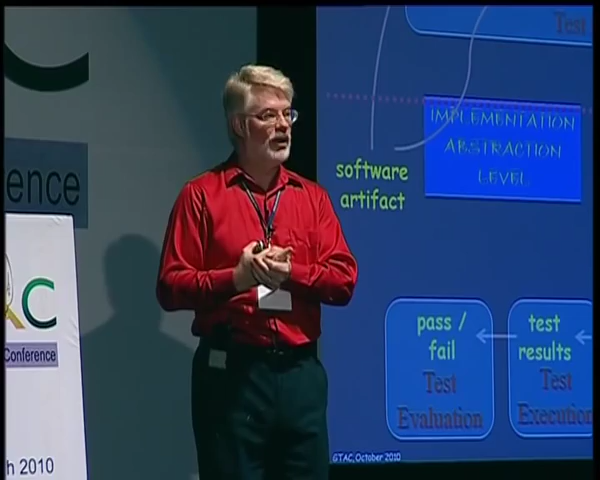 Test
IMPLEMENTATION
ABSTRACTION
LEVEL
software
artifact
ence
C
Conference
h 2010
pass /
fail
Test
Evaluation
test
results
Test
Execution
GTAC, October 2010